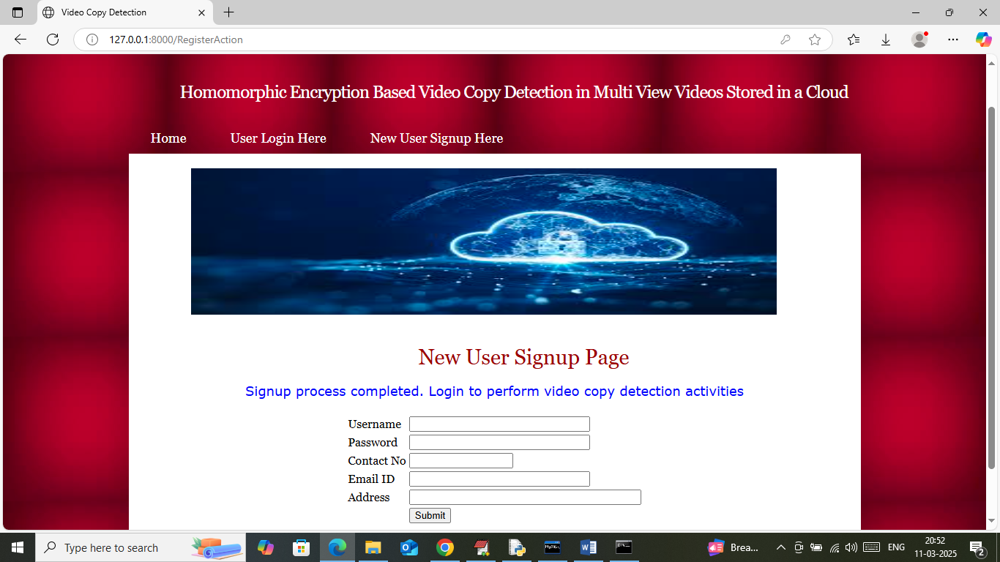 Video Copy Detection
127.0.0.1:8000/RegisterAction
Homomorphic Encryption Based Video Copy Detection in Multi View Videos Stored in a Cloud
Home User Login Here New User Signup Here
New User Signup Page
Signup process completed. Login to perform video copy detection activities
Username
Password
Contact No
Email ID
Address
Submit
Type here to search
Brea...
ENG
20:52
11-03-2025
2